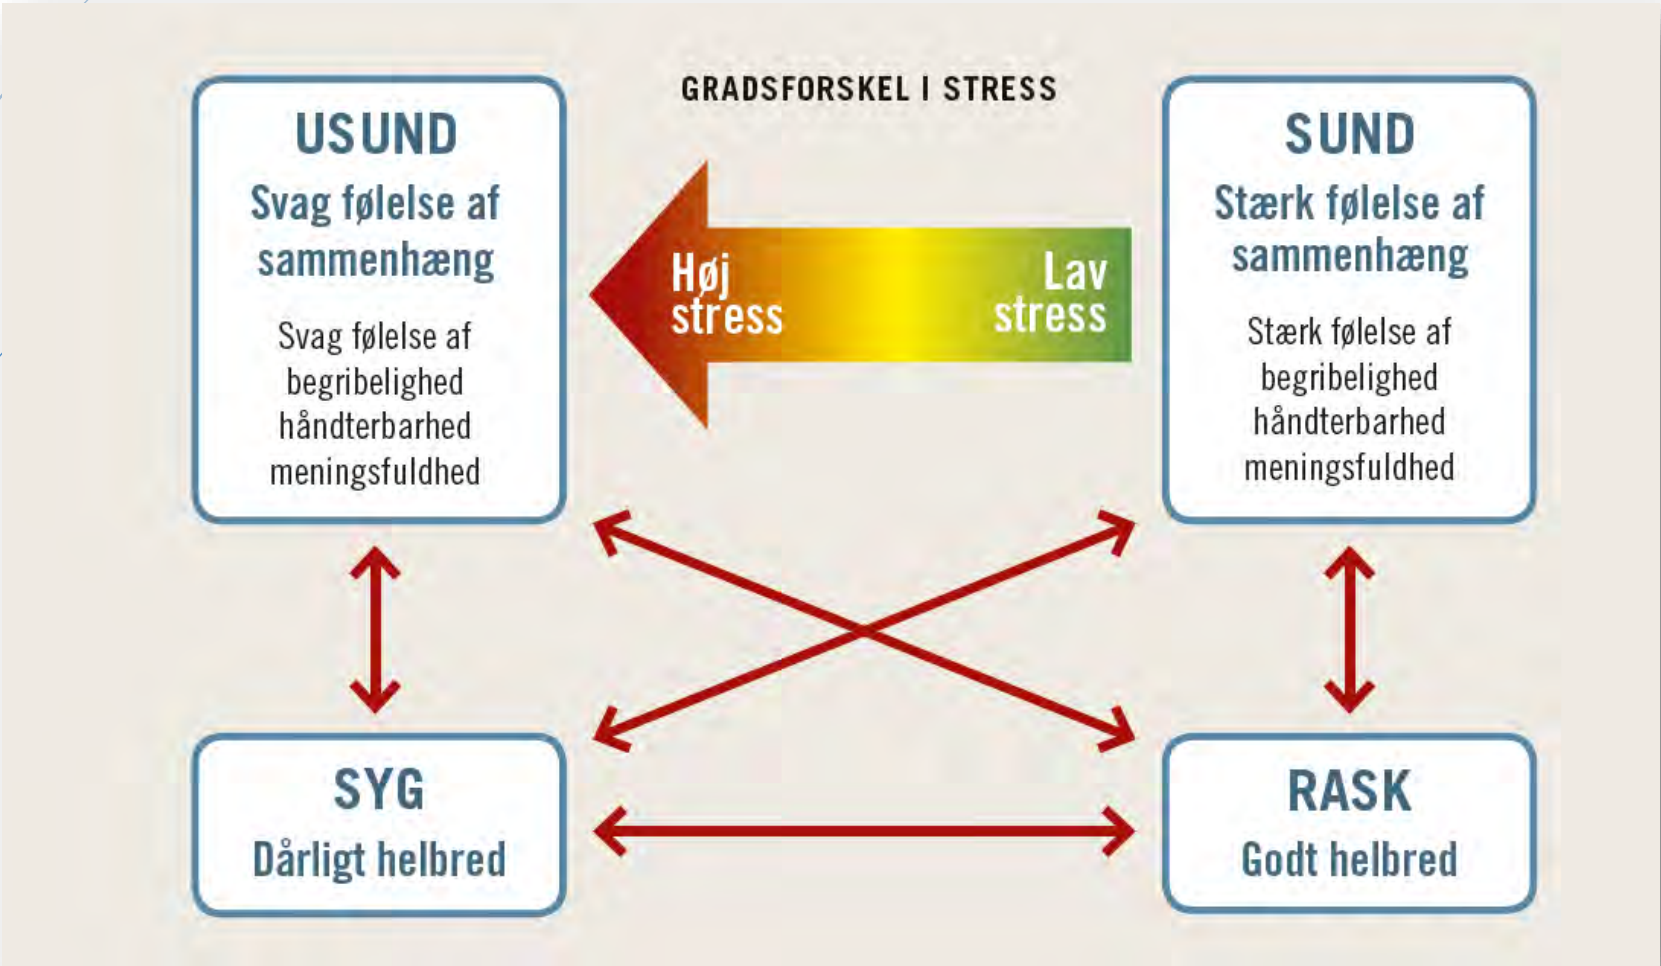 GRADSFORSKEL I STRESS
USUND
Svag følelse af
sammenhæng
Svag følelse af
begribelighed
håndterbarhed
meningsfuldhed
Høj
stress
Lav
stress
SUND
Stærk følelse af
sammenhæng
Stærk følelse af
begribelighed
håndterbarhed
meningsfuldhed
SYG
Dårligt helbred
RASK
Godt helbred